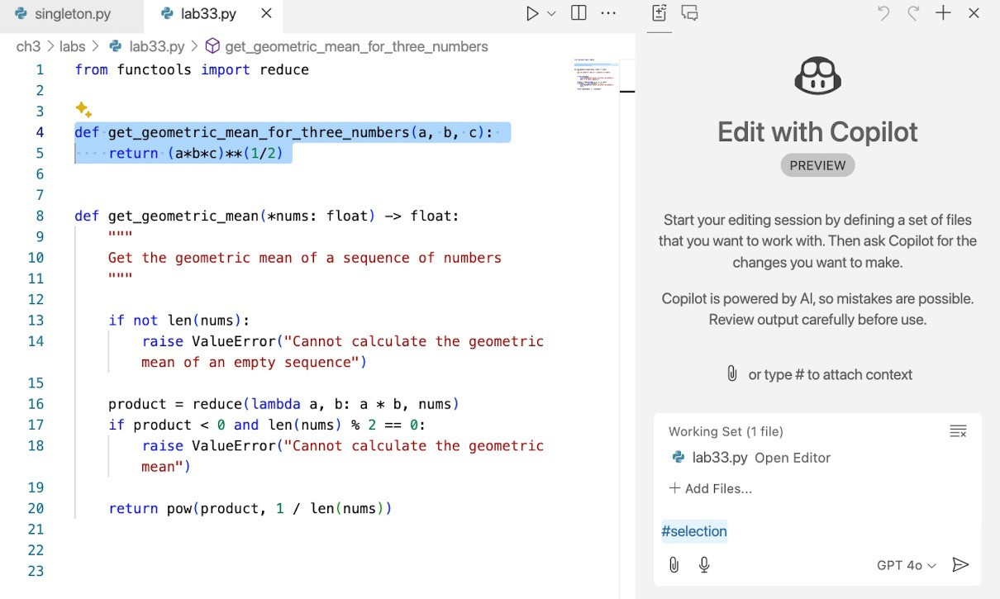 singleton.py
lab33.py
ch3 > labs > lab33.py > get_geometric_mean_for_three_numbers
1 from functools import reduce
2
3
4 def get_geometric_mean_for_three_numbers(a, b, c):
5     return (a*b*c)**(1/2)
6
7
8 def get_geometric_mean(*nums: float) -> float:
9     """
10     Get the geometric mean of a sequence of numbers
11     """
12
13     if not len(nums):
14         raise ValueError("Cannot calculate the geometric
mean of an empty sequence")
15
16     product = reduce(lambda a, b: a * b, nums)
17     if product < 0 and len(nums) % 2 == 0:
18         raise ValueError("Cannot calculate the geometric
mean")
19
20     return pow(product, 1 / len(nums))
21
22
23
Edit with Copilot
PREVIEW
Start your editing session by defining a set of files
that you want to work with. Then ask Copilot for the
changes you want to make.
Copilot is powered by AI, so mistakes are possible.
Review output carefully before use.
or type # to attach context
Working Set (1 file)
lab33.py Open Editor
+ Add Files...
#selection
GPT 4o